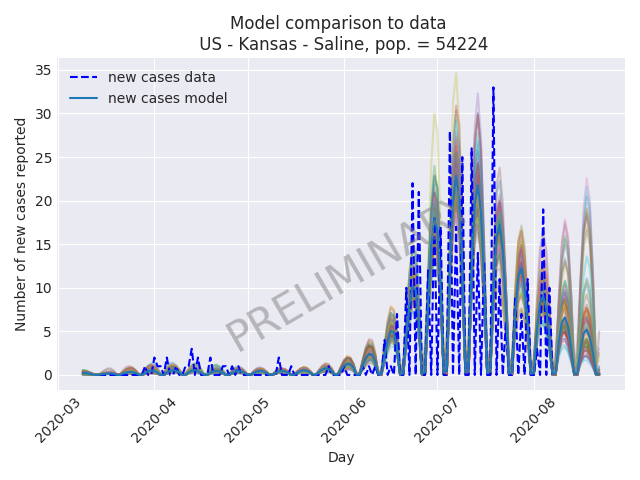 Model comparison to data
US - Kansas - Saline, pop. = 54224
35
30
25
20
15
10
5
0
Number of new cases reported
new cases data
new cases model
PRELIMINARY
2020-03
2020-04
2020-05
2020-06
2020-07
2020-08
Day